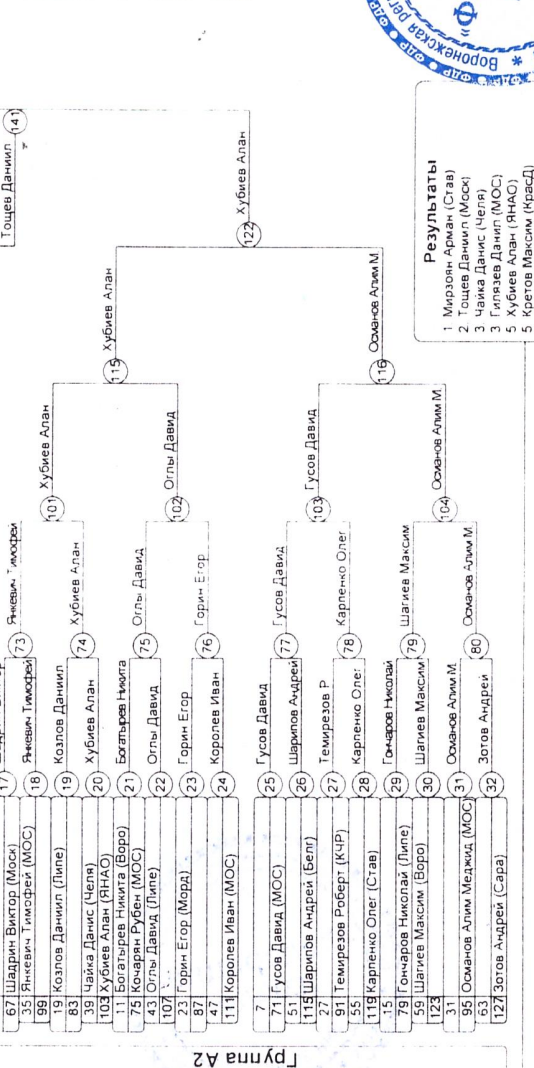 Группа А2
67 Шадрин Виктор (Моск)
35 Янкевич Тимофей (МОС)
99
19 Козлов Даниил (Липе)
83
39 Чайка Данис (Челя)
103 Хубиев Алан (ЯНАО)
11 Богатырев Никита (Воро)
75 Кочарян Рубен (МОС)
43 Оглы Давид (Липе)
107
23 Горин Егор (Морд)
87
47
111 Королев Иван (МОС)
7
71 Гусов Давид (МОС)
51
115 Шарипов Андрей (Белг)
27
91 Темирезов Роберт (КЧР)
55
119 Карпенко Олег (Став)
15
79 Гончаров Николай (Липе)
59 Шагиев Максим (Воро)
123
31
95 Османов Алим Меджид (МОС)
63
127 Зотов Андрей (Сара)
17
18 Янкевич Тимофей
19 Козлов Даниил
20 Хубиев Алан
21 Богатырев Никита
22 Оглы Давид
23 Горин Егор
24 Королев Иван
25 Гусов Давид
26 Шарипов Андрей
27 Темирезов Р
28 Карпенко Олег
29 Гончаров Николай
30 Шагиев Максим
31 Османов Алим М.
32 Зотов Андрей
73 Янкевич Тимофей
74 Хубиев Алан
75 Оглы Давид
76 Горин Егор
77 Гусов Давид
78 Карпенко Олег
79 Шагиев Максим
80 Османов Алим М.
101 Хубиев Алан
102 Оглы Давид
103 Гусов Давид
104 Османов Алим М.
115 Хубиев Алан
116 Османов Алим М.
122 Хубиев Алан
Тощев Даниил 141
Результаты
1 Мирзоян Арман (Став)
2 Тощев Даниил (Моск)
3 Чайка Данис (Челя)
3 Гилязев Данил (МОС)
5 Хубиев Алан (ЯНАО)
5 Кретов Максим (КрасД)
ФДР ● ФДР ● ФДР ● ФДР
* Воронежская
"Ф